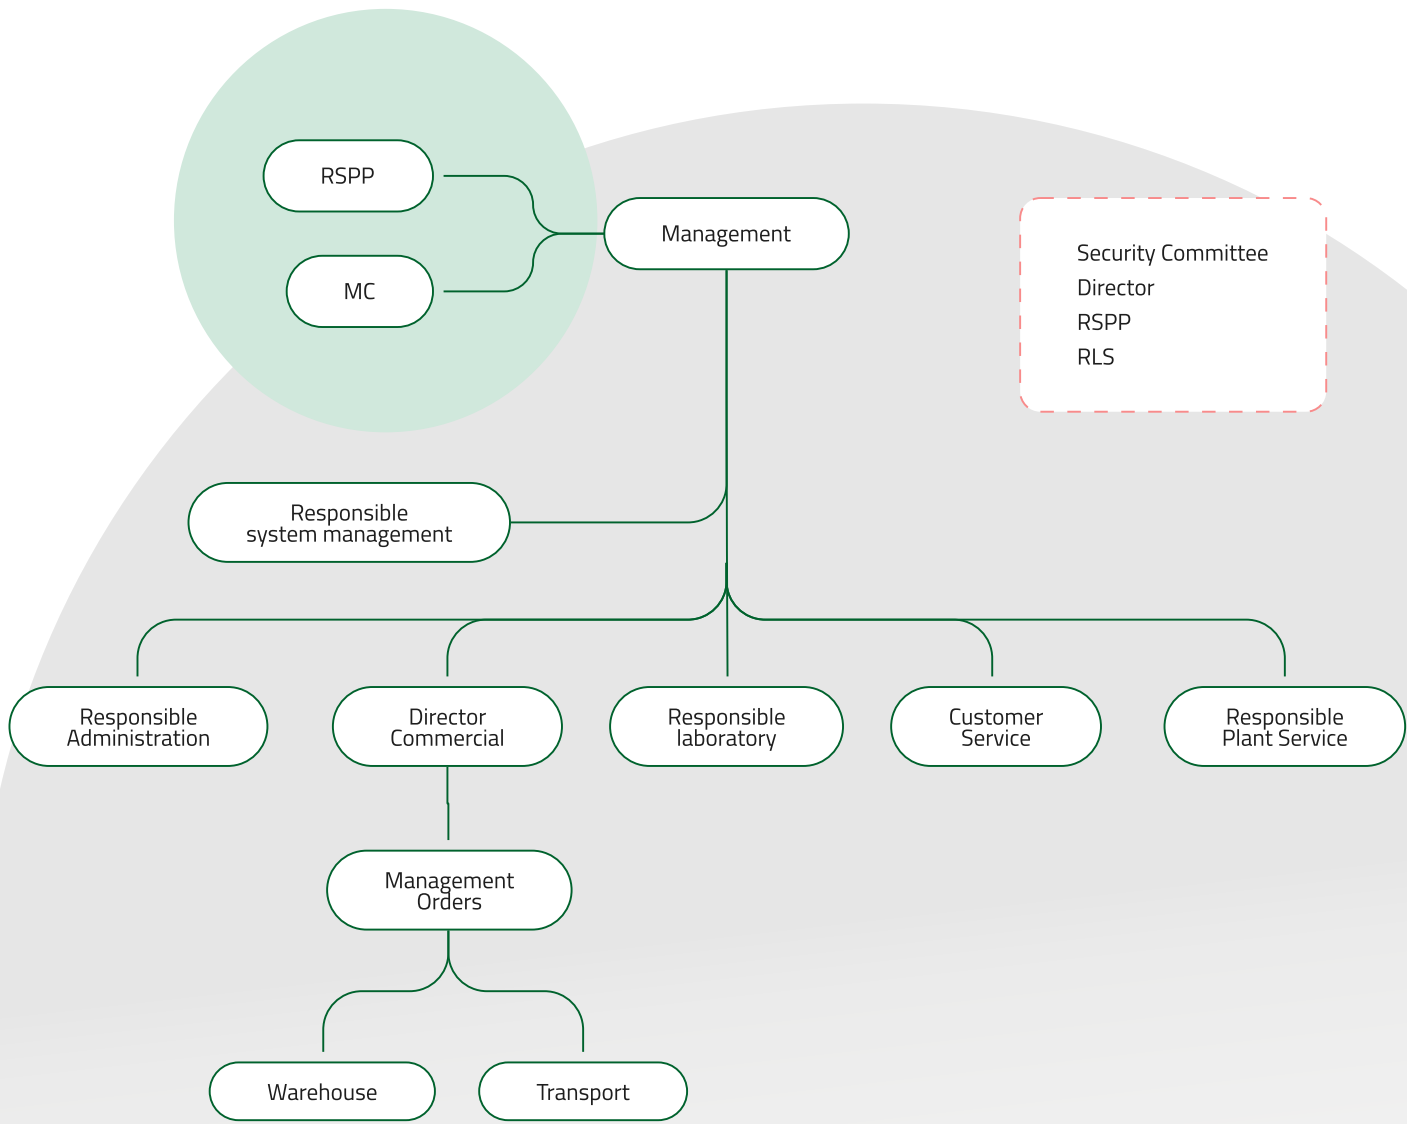 RSPP
MC
Management
Security Committee
Director
RSPP
RLS
Responsible
system management
Responsible
Administration
Director
Commercial
Responsible
laboratory
Customer
Service
Responsible
Plant Service
Management
Orders
Warehouse
Transport